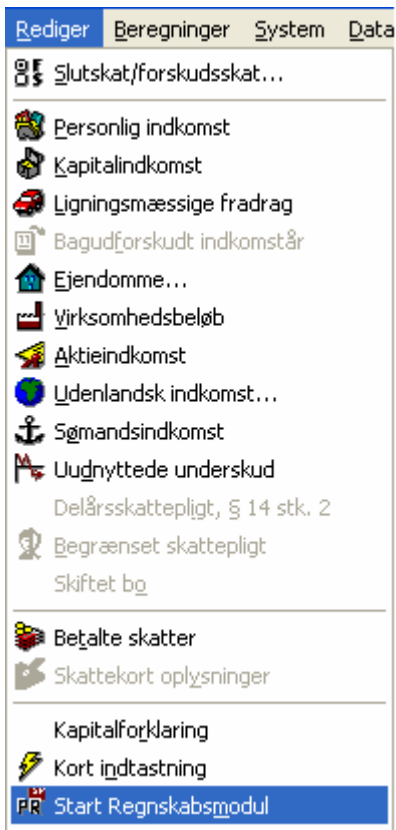 Rediger Beregninger System Data
Slutskat/forskudsskat...
Personlig indkomst
Kapitalindkomst
Ligningsmæssige fradrag
Bagudforskudt indkomstår
Ejendomme...
Virksomhedsbeløb
Aktieindkomst
Udenlandsk indkomst...
Sømandsindkomst
Uudnyttede underskud
Delårsskattepligt, § 14 stk. 2
Begrænset skattepligt
Skiftet bo
Betalte skatter
Skattekort oplysninger
Kapitalforklaring
Kort indtastning
Start Regnskabsmodul